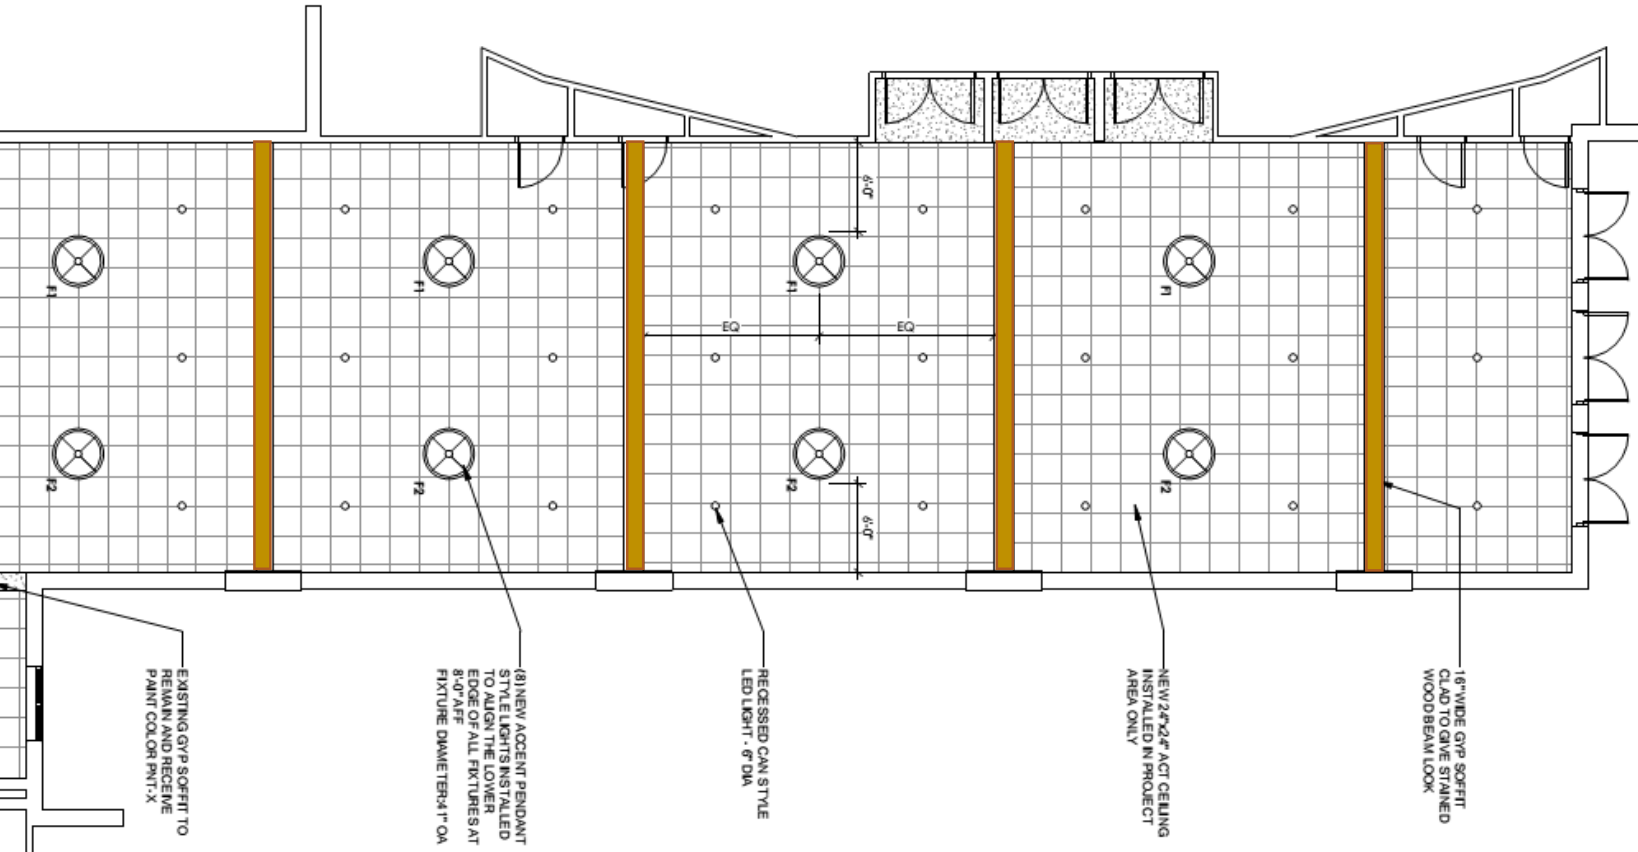 6'-0"
F1
F1
F1
F1
EQ
EQ
F2
F2
F2
F2
6'-0"
EXISTING GYP SOFFIT TO
REMAIN AND RECEIVE
PAINT COLOR PNT-X
(8) NEW ACCENT PENDANT
STYLE LIGHTS INSTALLED
TO ALIGN THE LOWER
EDGE OF ALL FIXTURES AT
8'-0" AFF
FIXTURE DIAMETER:41" OA
RECESSED CAN STYLE
LED LIGHT - 6" DIA
NEW 24"x24" ACT CEILING
INSTALLED IN PROJECT
AREA ONLY
16" WIDE GYP SOFFIT
CLAD TO GIVE STAINED
WOOD BEAM LOOK